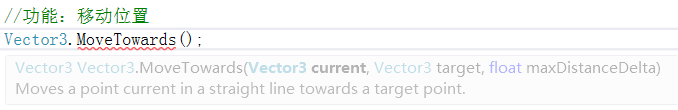 //功能：移动位置
Vector3.MoveTowards();
Vector3 Vector3.MoveTowards(Vector3 current, Vector3 target, float maxDistanceDelta)
Moves a point current in a straight line towards a target point.